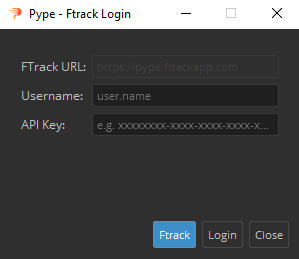 Pype - Ftrack Login
FTrack URL: https://pype.ftrackapp.com
Username: user.name
API Key: e.g. xxxxxxxx-xxxx-xxxx-xxxx-x...
Ftrack Login Close